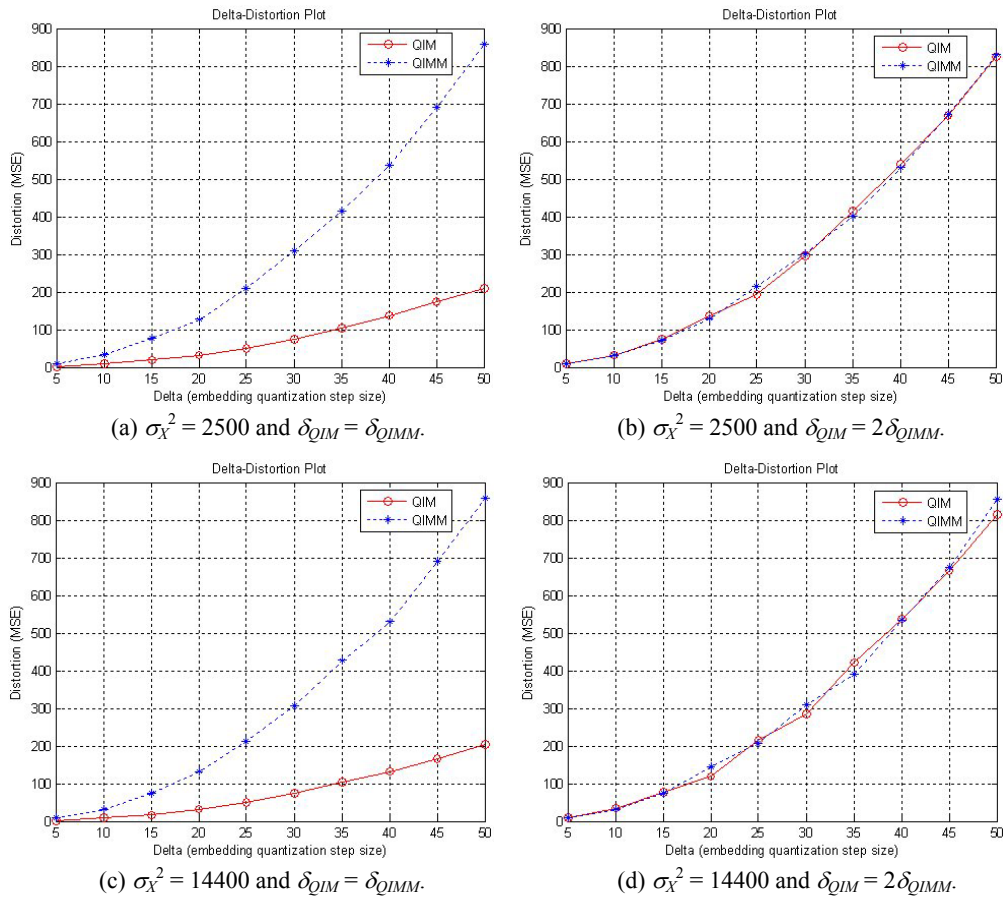 Delta-Distortion Plot
900
800
700
600
500
400
300
200
100
0
Distortion (MSE)
QIM
QIMM
5 10 15 20 25 30 35 40 45 50
Delta (embedding quantization step size)
(a) σX² = 2500 and δQIM = δQIMM.
Delta-Distortion Plot
900
800
700
600
500
400
300
200
100
0
Distortion (MSE)
QIM
QIMM
5 10 15 20 25 30 35 40 45 50
Delta (embedding quantization step size)
(b) σX² = 2500 and δQIM = 2δQIMM.
Delta-Distortion Plot
900
800
700
600
500
400
300
200
100
0
Distortion (MSE)
QIM
QIMM
5 10 15 20 25 30 35 40 45 50
Delta (embedding quantization step size)
(c) σX² = 14400 and δQIM = δQIMM.
Delta-Distortion Plot
900
800
700
600
500
400
300
200
100
0
Distortion (MSE)
QIM
QIMM
5 10 15 20 25 30 35 40 45 50
Delta (embedding quantization step size)
(d) σX² = 14400 and δQIM = 2δQIMM.